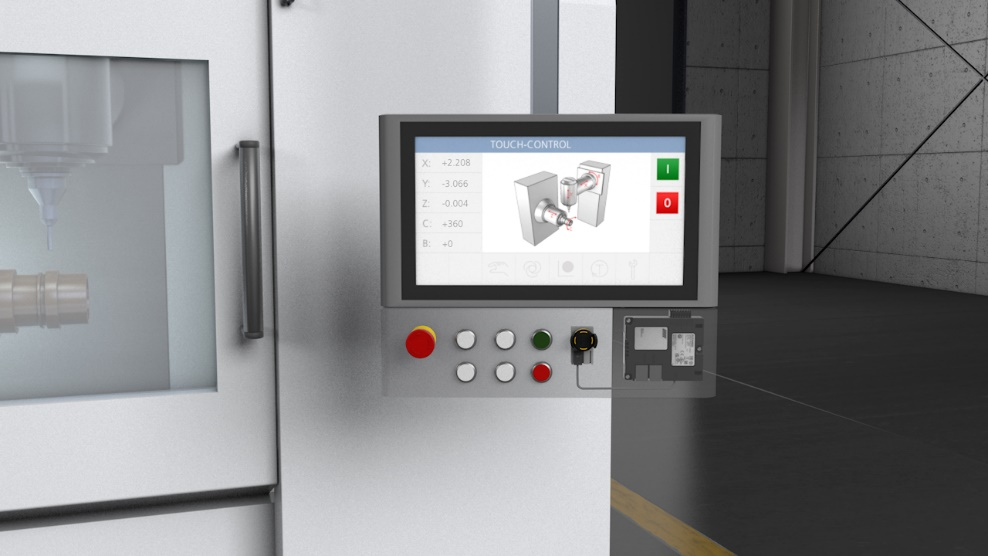 TOUCH-CONTROL
X: +2.208
Y: -3.066
Z: -0.004
C: +360
B: +0
I
0